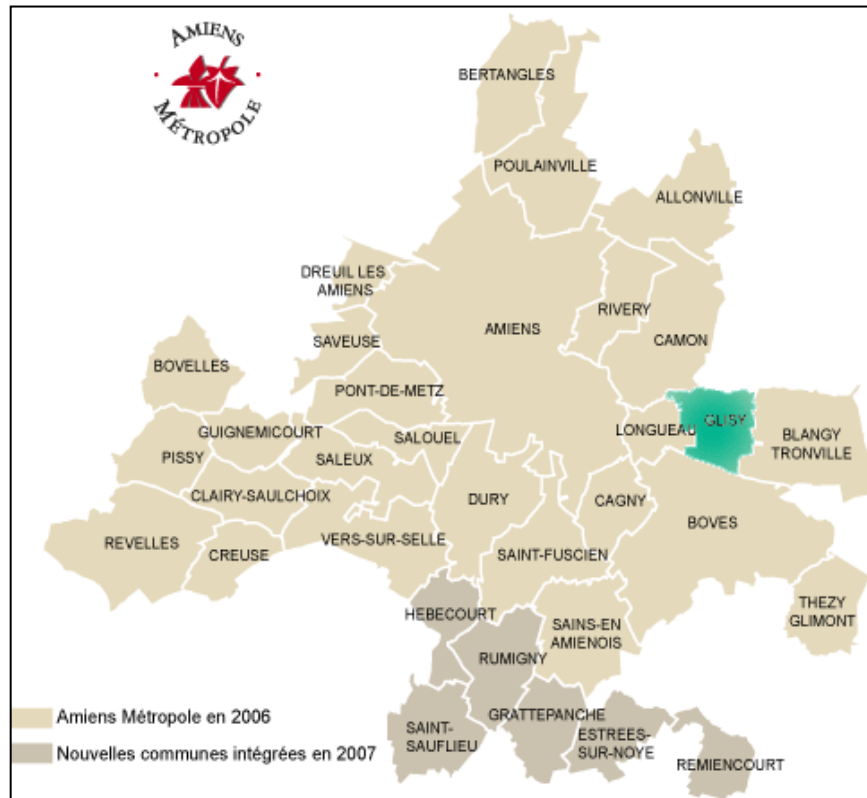 AMIENS
MÉTROPOLE
BERTANGLES
POULAINVILLE
ALLONVILLE
DREUIL LES
AMIENS
AMIENS
RIVERY
SAVEUSE
CAMON
BOVELLES
PONT-DE-METZ
GLISY
GUIGNEMICOURT
SALOUEL
LONGUEAU
BLANGY
TRONVILLE
PISSY
SALEUX
CLAIRY-SAULCHOIX
DURY
CAGNY
BOVES
REVELLES
CREUSE
VERS-SUR-SELLE
SAINT-FUSCIEN
THEZY
GLIMONT
HEBECOURT
SAINS-EN
AMIENOIS
RUMIGNY
Amiens Métropole en 2006
SAINT-
SAUFLIEU
GRATTEPANCHE
ESTREES-
SUR-NOYE
Nouvelles communes intégrées en 2007
REMIENCOURT